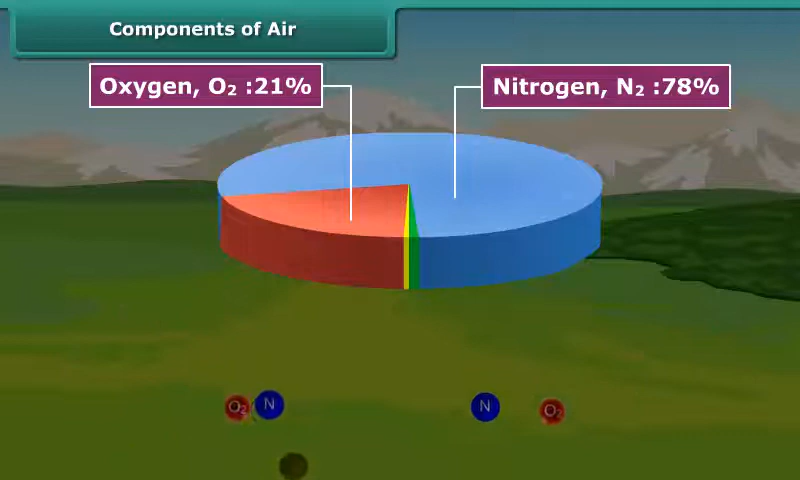 Components of Air
Oxygen, O₂ :21%
Nitrogen, N₂ :78%
O₂ N N O₂